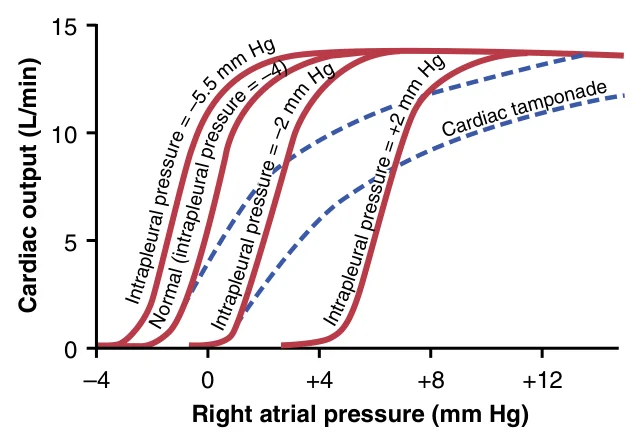 Cardiac output (L/min)
15
10
5
0
Intrapleural pressure = –5.5 mm Hg
Normal (intrapleural pressure = –4)
Intrapleural pressure = –2 mm Hg
Intrapleural pressure = +2 mm Hg
Cardiac tamponade
–4 0 +4 +8 +12
Right atrial pressure (mm Hg)